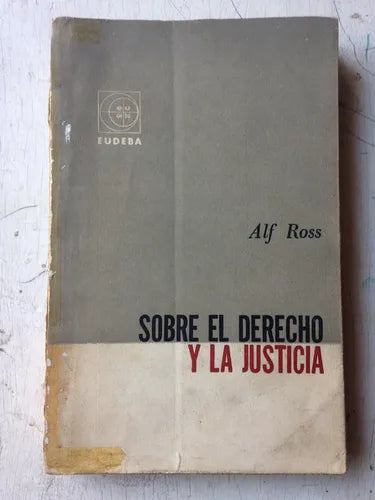 EUDEBA
Alf Ross
SOBRE EL DERECHO
Y LA JUSTICIA